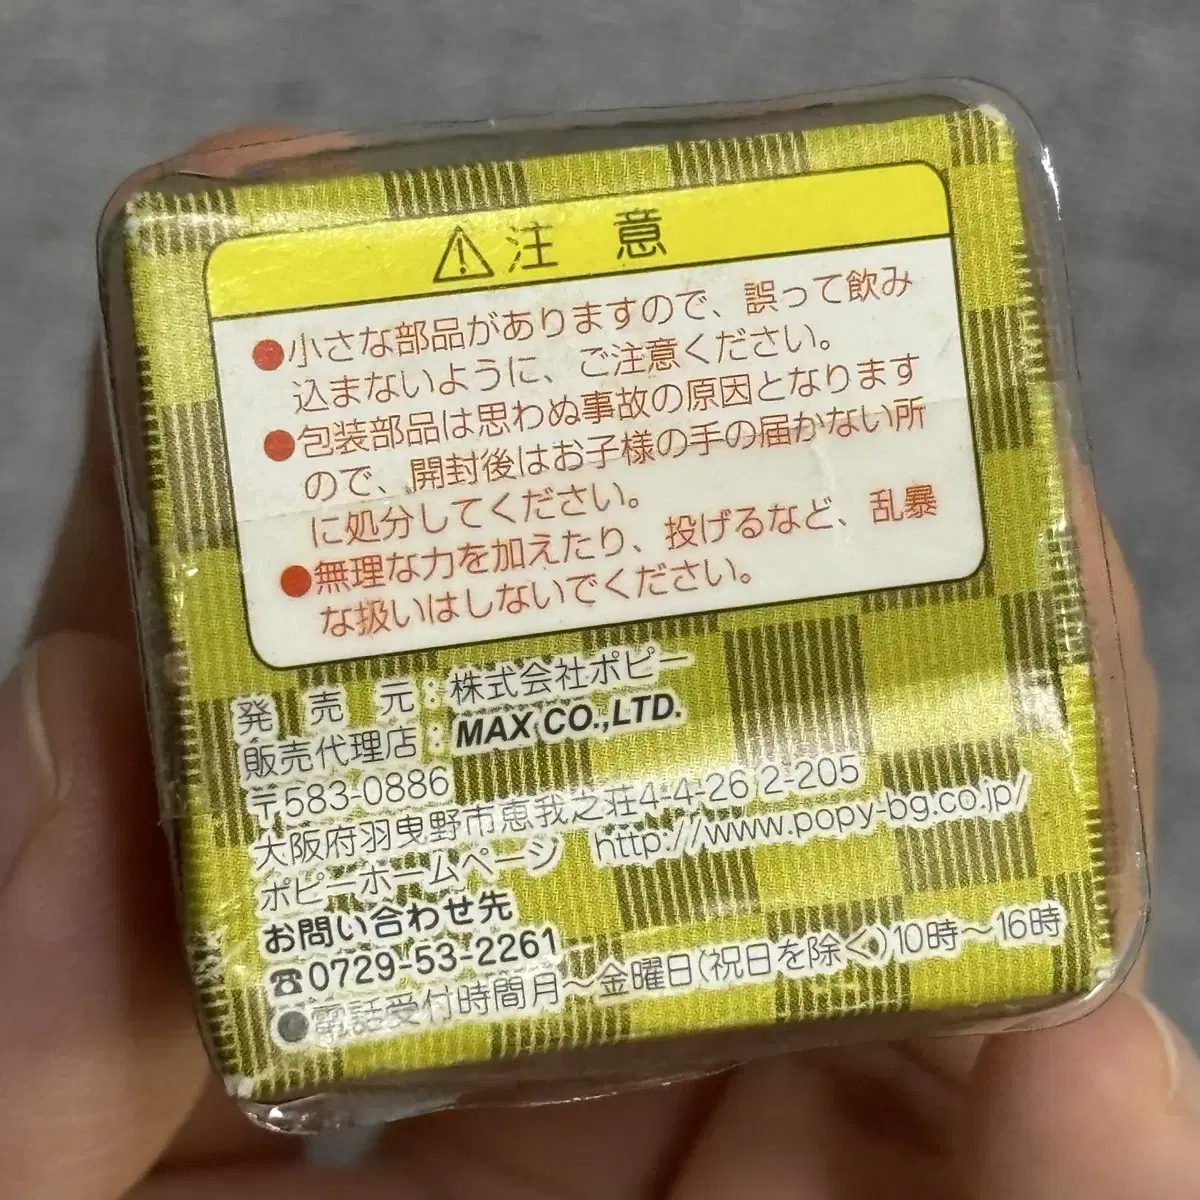 ⚠注 意
●小さな部品がありますので、誤って飲み
込まないように、ご注意ください。
●包装部品は思わぬ事故の原因となります
ので、開封後はお子様の手の届かない所
に処分してください。
●無理な力を加えたり、投げるなど、乱暴
な扱いはしないでください。
発 売 元：株式会社ポピー
販売代理店：MAX CO.,LTD.
〒583-0886
大阪府羽曳野市恵我之荘4-4-26 2-205
ポピーホームページ http://www.popy-bg.co.jp/
お問い合わせ先
☎0729-53-2261
●電話受付時間月～金曜日(祝日を除く)10時～16時